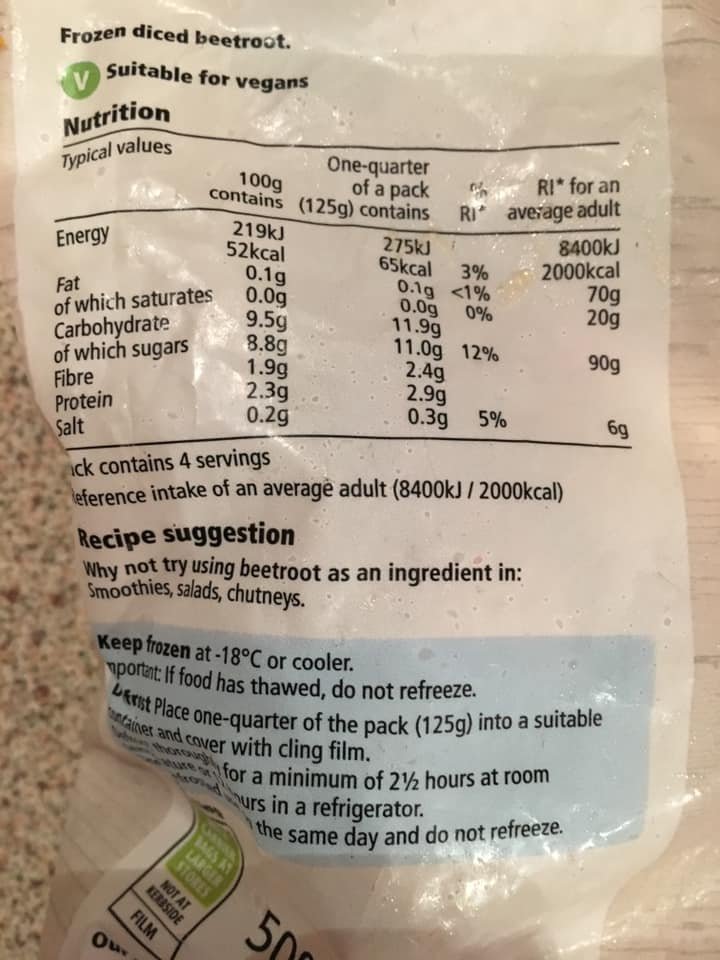 Frozen diced beetroot.
V Suitable for vegans
Nutrition
Typical values 100g contains One-quarter of a pack (125g) contains % RI* RI* for an average adult
Energy 219kJ 275kJ 8400kJ
52kcal 65kcal 3% 2000kcal
Fat 0.1g 0.1g <1% 70g
of which saturates 0.0g 0.0g 0% 20g
Carbohydrate 9.5g 11.9g
of which sugars 8.8g 11.0g 12% 90g
Fibre 1.9g 2.4g
Protein 2.3g 2.9g
Salt 0.2g 0.3g 5% 6g
contains 4 servings
intake of an average adult (8400kJ / 2000kcal)
Recipe suggestion
Why not try using beetroot as an ingredient in:
Smoothies, salads, chutneys.
Keep frozen at -18°C or cooler.
If food has thawed, do not refreeze.
Place one-quarter of the pack (125g) into a suitable
and cover with cling film.
for a minimum of 2½ hours at room
in a refrigerator.
the same day and do not refreeze.
BAGS AT
LARGER
STORES
NOT AT
KERBSIDE
FILM